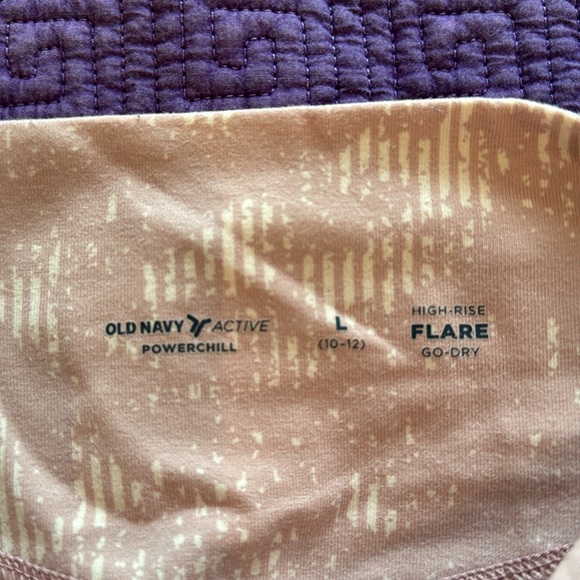 OLD NAVY ACTIVE
POWERCHILL
L
(10-12)
HIGH-RISE
FLARE
GO-DRY